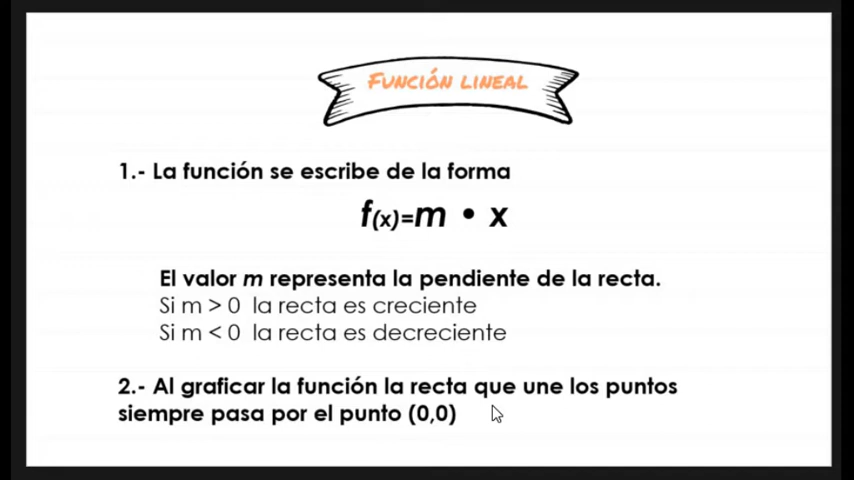 FUNCIÓN LINEAL
1.- La función se escribe de la forma
f(x)=m • x
El valor m representa la pendiente de la recta.
Si m > 0 la recta es creciente
Si m < 0 la recta es decreciente
2.- Al graficar la función la recta que une los puntos
siempre pasa por el punto (0,0)